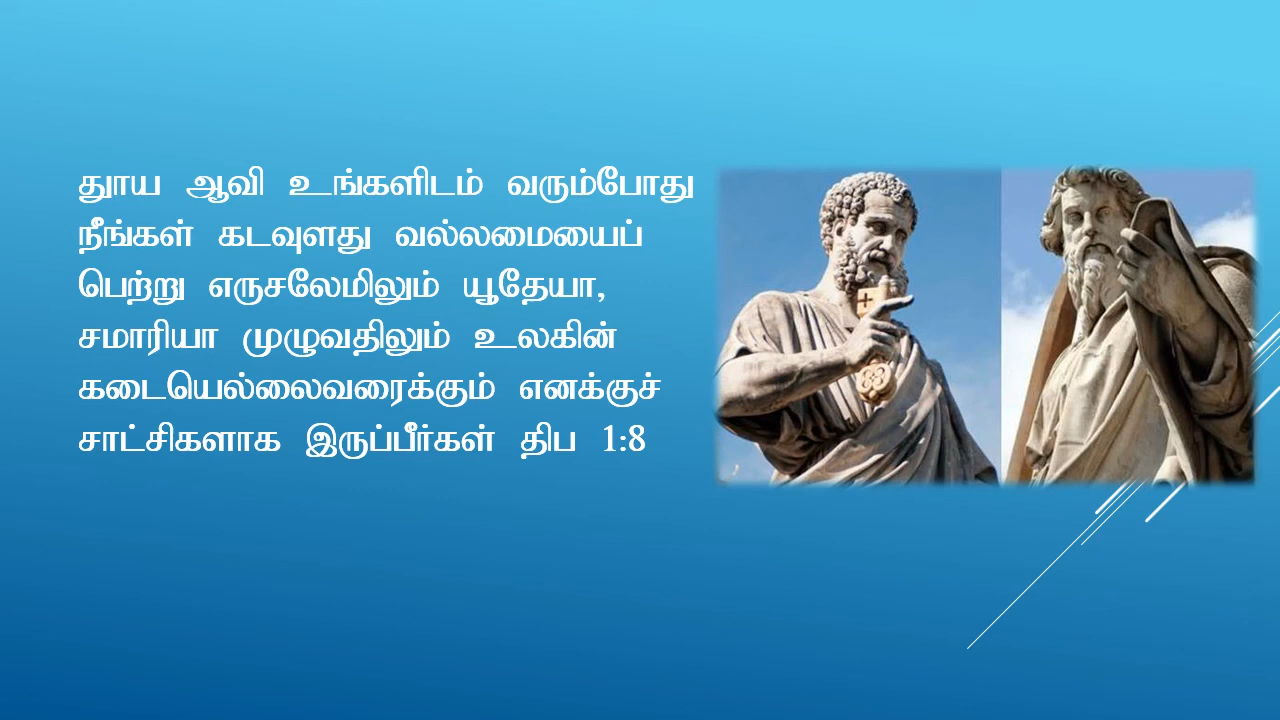 தூய ஆவி உங்களிடம் வரும்போது
நீங்கள் கடவுளது வல்லமையைப்
பெற்று எருசலேமிலும் யூதேயா,
சமாரியா முழுவதிலும் உலகின்
கடையெல்லைவரைக்கும் எனக்குச்
சாட்சிகளாக இருப்பீர்கள் திப 1:8